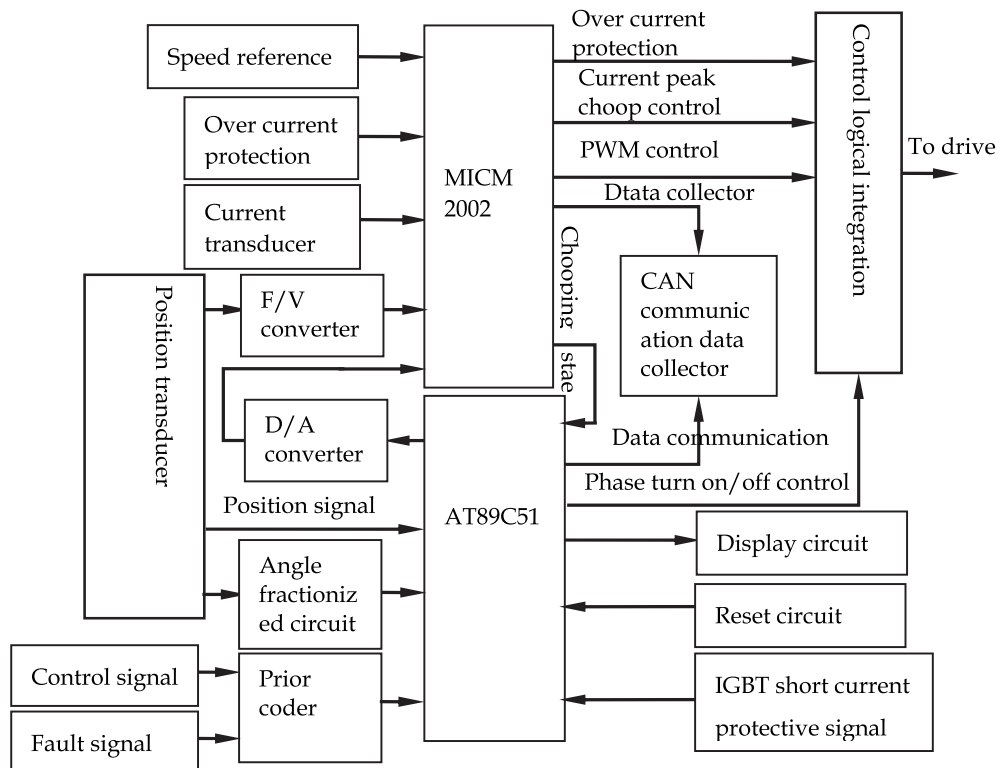 Speed reference
Over current
protection
Current
transducer
Position transducer
F/V
converter
D/A
converter
Position signal
Angle
fractioniz
ed circuit
Control signal
Fault signal
Prior
coder
MICM
2002
AT89C51
Over current
protection
Current peak
choop control
PWM control
Dtata collector
Chooping
stae
CAN
communic
ation data
collector
Data communication
Phase turn on/off control
Control logical integration
To drive
Display circuit
Reset circuit
IGBT short current
protective signal